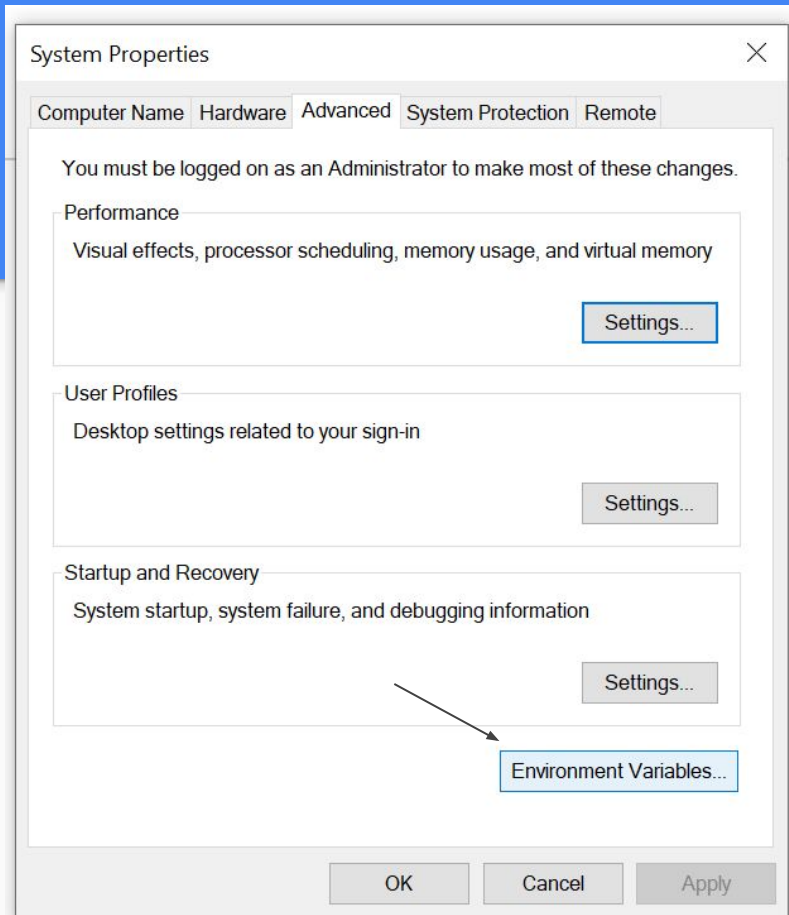 System Properties
Computer Name Hardware Advanced System Protection Remote
You must be logged on as an Administrator to make most of these changes.
Performance
Visual effects, processor scheduling, memory usage, and virtual memory
Settings...
User Profiles
Desktop settings related to your sign-in
Settings...
Startup and Recovery
System startup, system failure, and debugging information
Settings...
Environment Variables...
OK Cancel Apply